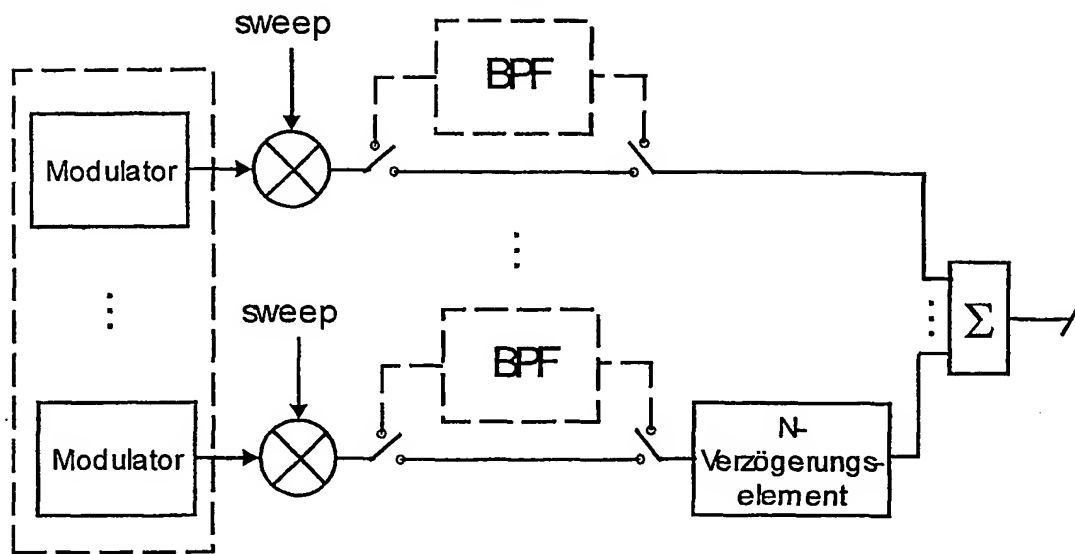 sweep
BPF
Modulator
sweep
BPF
Σ
Modulator
N-
Verzögerungs-
element